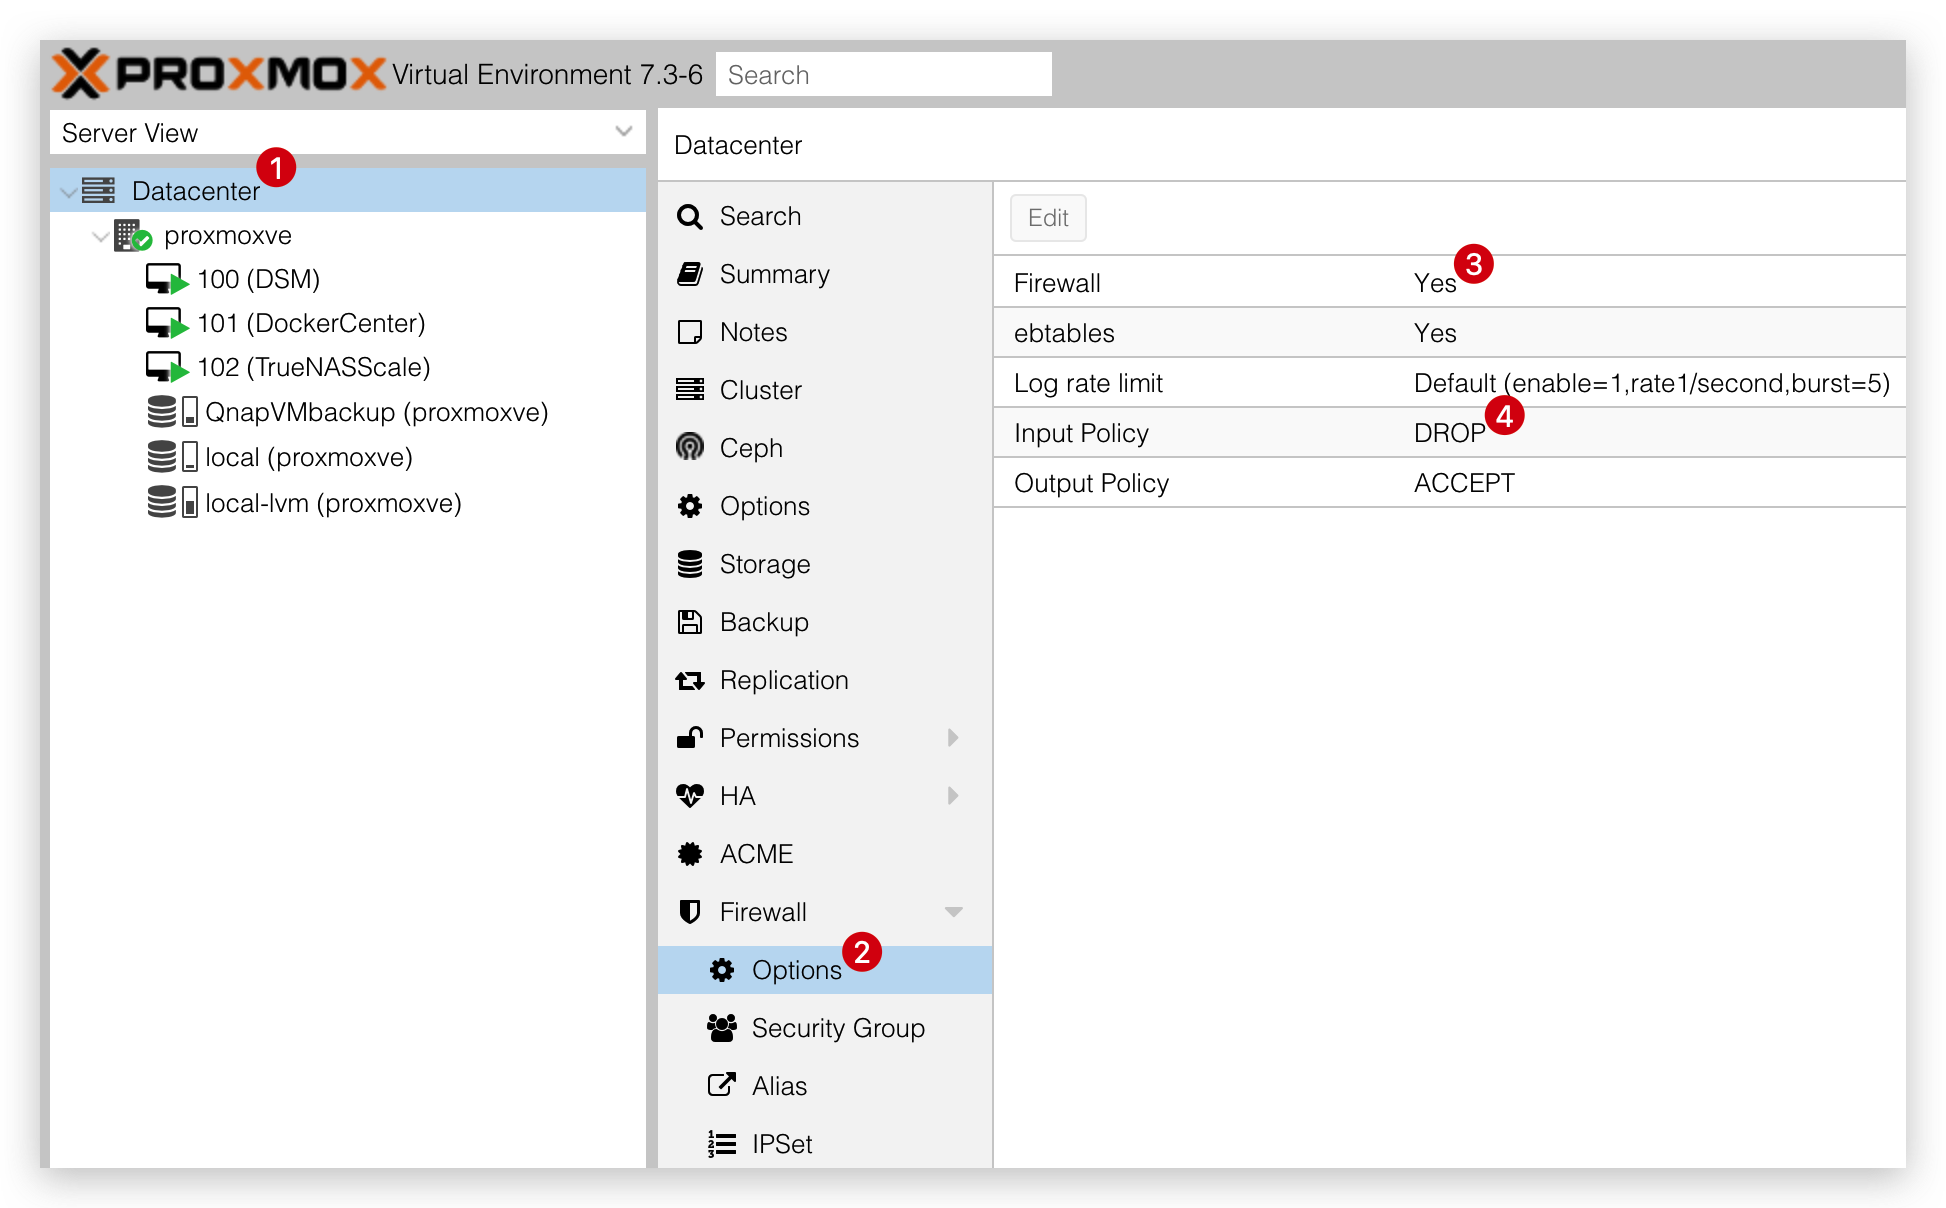 PROXMOX Virtual Environment 7.3-6 Search
Server View
1
Datacenter
proxmoxve
100 (DSM)
101 (DockerCenter)
102 (TrueNASScale)
QnapVMbackup (proxmoxve)
local (proxmoxve)
local-lvm (proxmoxve)
Datacenter
Search
Summary
Notes
Cluster
Ceph
Options
Storage
Backup
Replication
Permissions
HA
ACME
Firewall
2
Options
Security Group
Alias
IPSet
Edit
3
Firewall Yes
ebtables Yes
Log rate limit Default (enable=1,rate1/second,burst=5)
4
Input Policy DROP
Output Policy ACCEPT